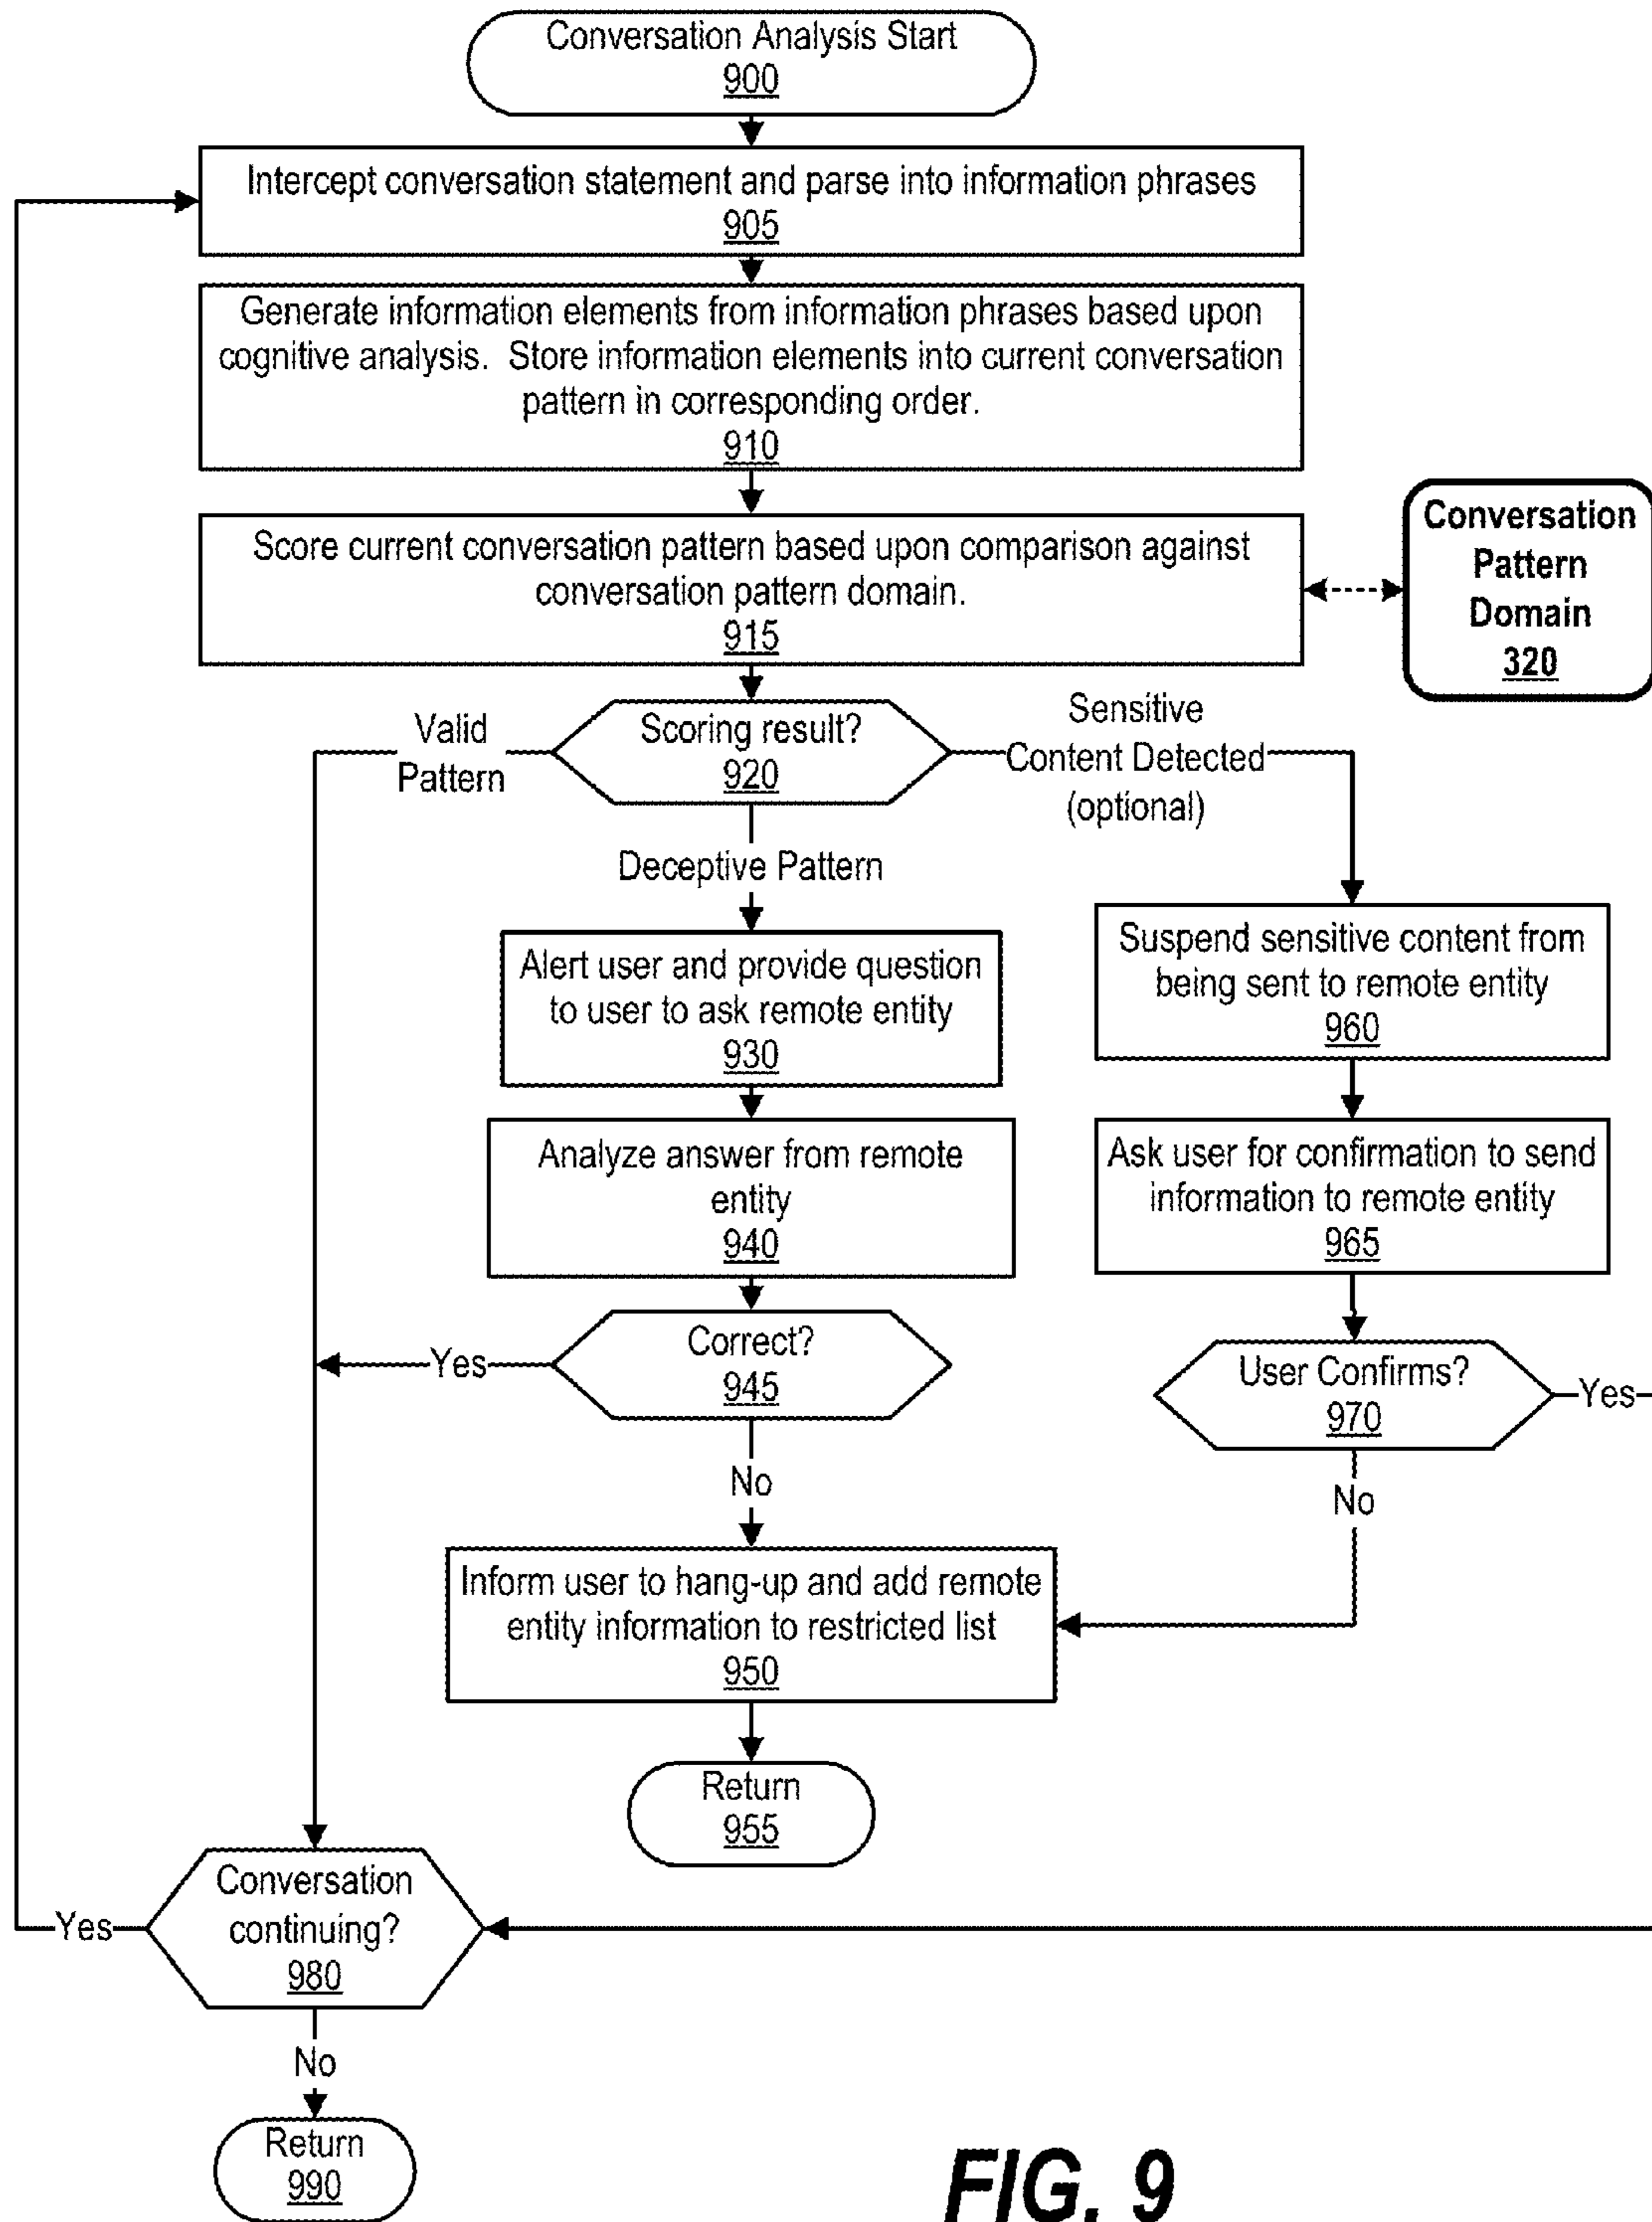 Conversation Analysis Start
900
Intercept conversation statement and parse into information phrases
905
Generate information elements from information phrases based upon
cognitive analysis.  Store information elements into current conversation
pattern in corresponding order.
910
Score current conversation pattern based upon comparison against
conversation pattern domain.
915
Conversation
Pattern
Domain
320
Scoring result?
920
Valid
Pattern
Sensitive
Content Detected
(optional)
Deceptive Pattern
Alert user and provide question
to user to ask remote entity
930
Suspend sensitive content from
being sent to remote entity
960
Analyze answer from remote
entity
940
Ask user for confirmation to send
information to remote entity
965
Correct?
945
Yes
User Confirms?
970
Yes
No
No
Inform user to hang-up and add remote
entity information to restricted list
950
Return
955
Conversation
continuing?
980
Yes
No
Return
990
FIG. 9